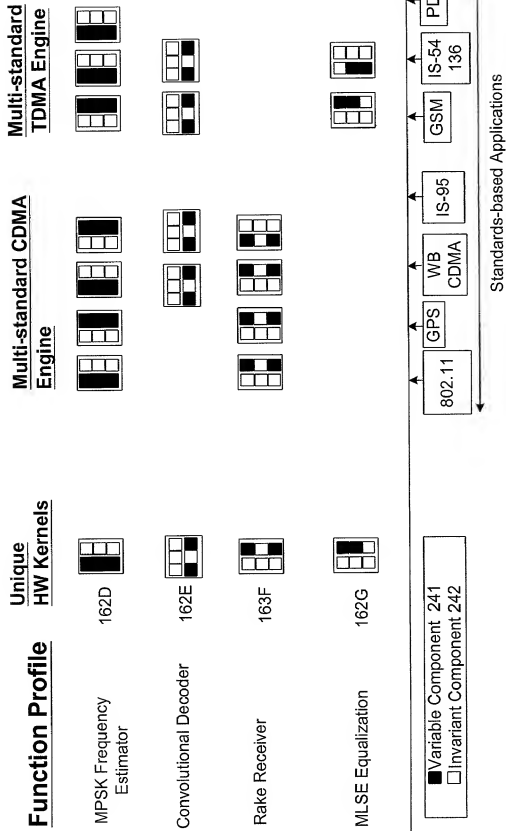 Function Profile
Unique
HW Kernels
Multi-standard CDMA
Engine
Multi-standard
TDMA Engine
MPSK Frequency
Estimator
162D
Convolutional Decoder
162E
Rake Receiver
163F
MLSE Equalization
162G
Variable Component 241
Invariant Component 242
802.11
GPS
WB
CDMA
IS-95
GSM
IS-54
136
Standards-based Applications